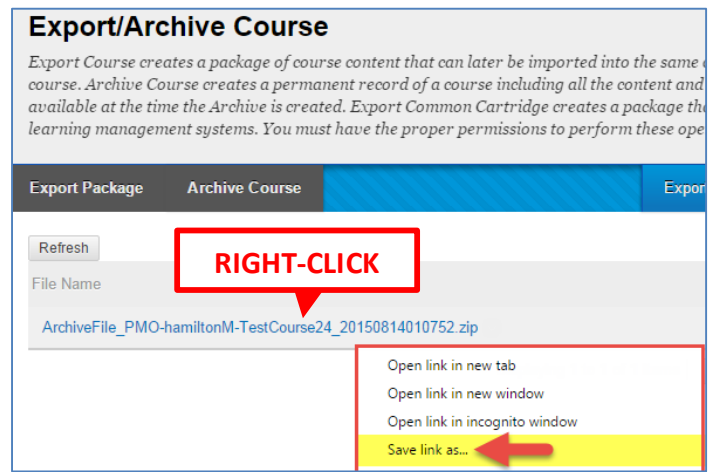 Export/Archive Course
Export Course creates a package of course content that can later be imported into the same
course. Archive Course creates a permanent record of a course including all the content and
available at the time the Archive is created. Export Common Cartridge creates a package
learning management systems. You must have the proper permissions to perform these
Export Package Archive Course
Refresh
RIGHT-CLICK
File Name
ArchiveFile_PMO-hamiltonM-TestCourse24_20150814010752.zip
Open link in new tab
Open link in new window
Open link in incognito window
Save link as...